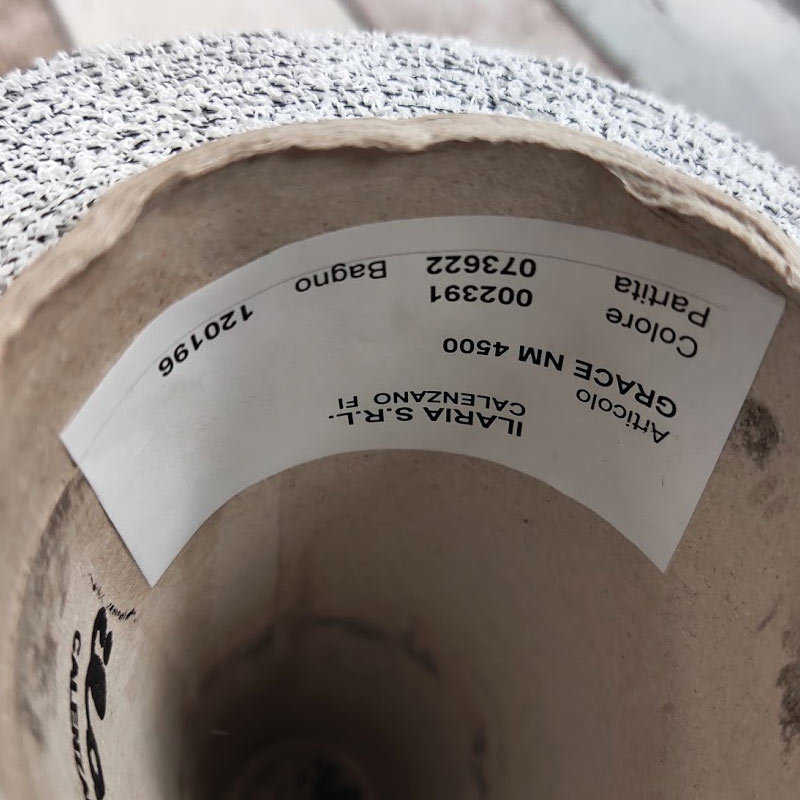 ILARIA S.R.L.
CALENZANO FI
Articolo
GRACE NM 4500
Colore 002391
Partita 073622 Bagno 120196